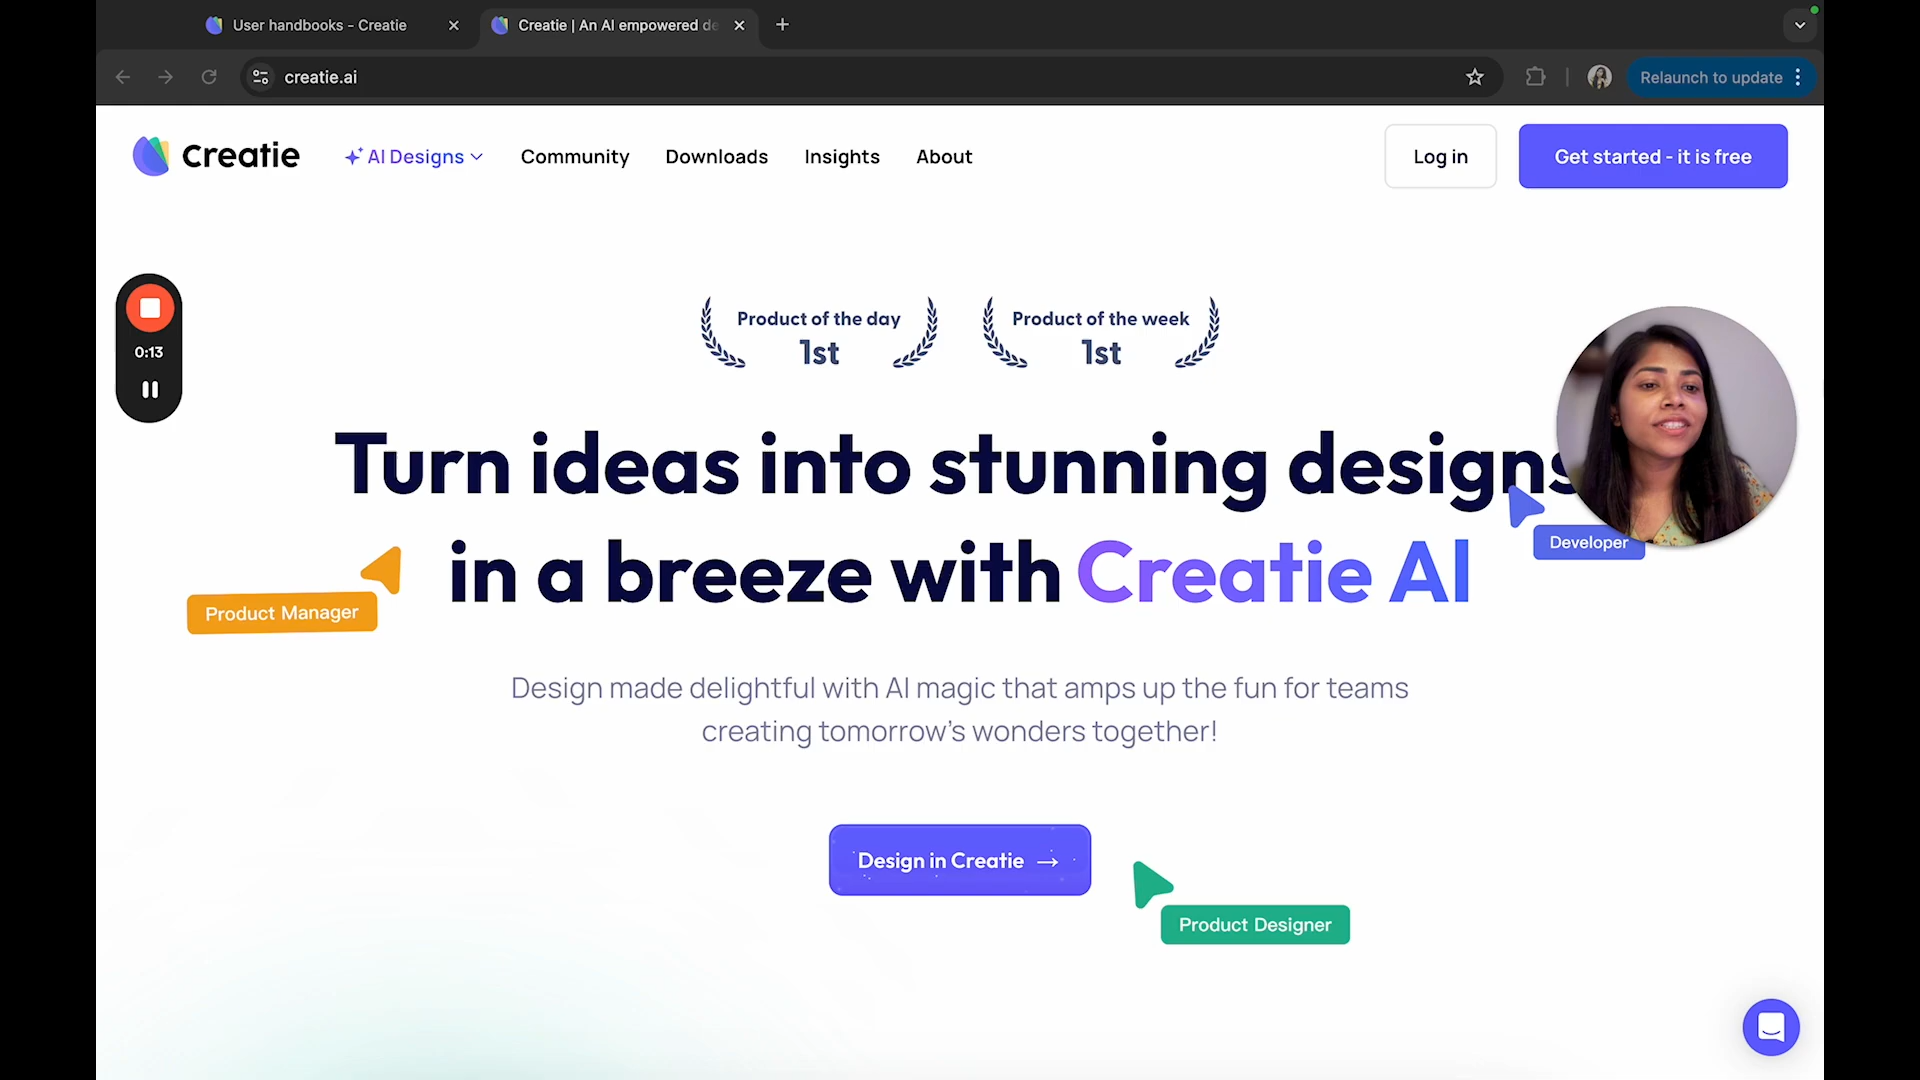 User handbooks - Creatie
Creatie | An AI empowered de
creatie.ai
Relaunch to update
Creatie
AI Designs
Community
Downloads
Insights
About
Log in
Get started - it is free
0:13
Product of the day
1st
Product of the week
1st
Turn ideas into stunning designs
in a breeze with Creatie AI
Developer
Product Manager
Design made delightful with AI magic that amps up the fun for teams
creating tomorrow's wonders together!
Design in Creatie →
Product Designer